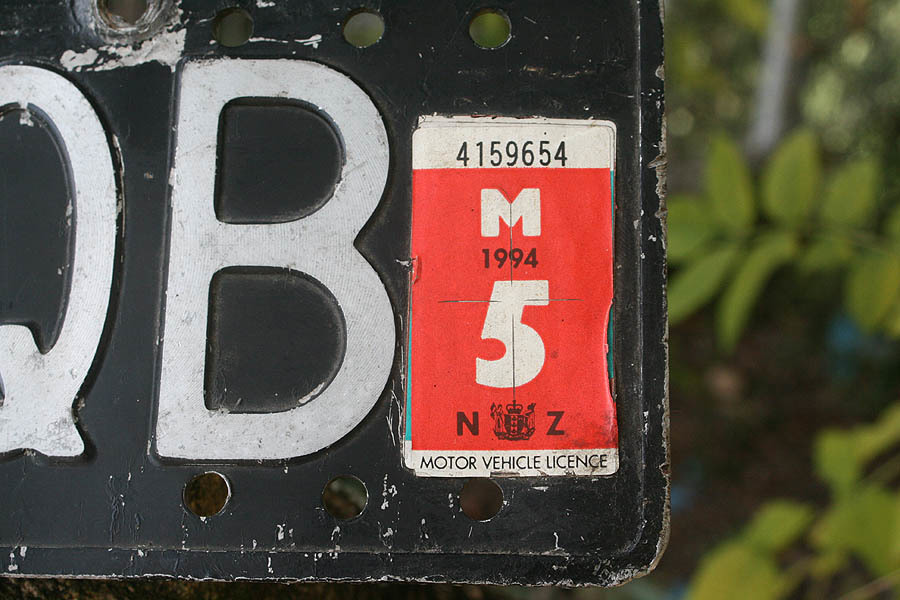 QB
4159654
M
1994
5
N Z
MOTOR VEHICLE LICENCE